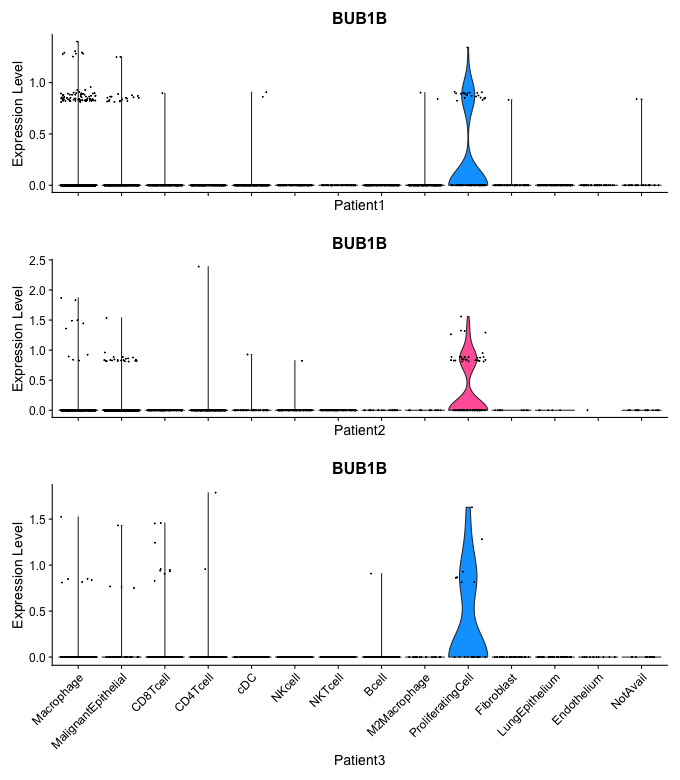 BUB1B
Expression Level
1.0
0.5
0.0
Patient1
BUB1B
Expression Level
2.5
2.0
1.5
1.0
0.5
0.0
Patient2
BUB1B
Expression Level
1.5
1.0
0.5
0.0
Macrophage
MalignantEpithelial
CD8Tcell
CD4Tcell
cDC
NKcell
NKTcell
Bcell
M2Macrophage
ProliferatingCell
Fibroblast
LungEpithelium
Endothelium
NotAvail
Patient3